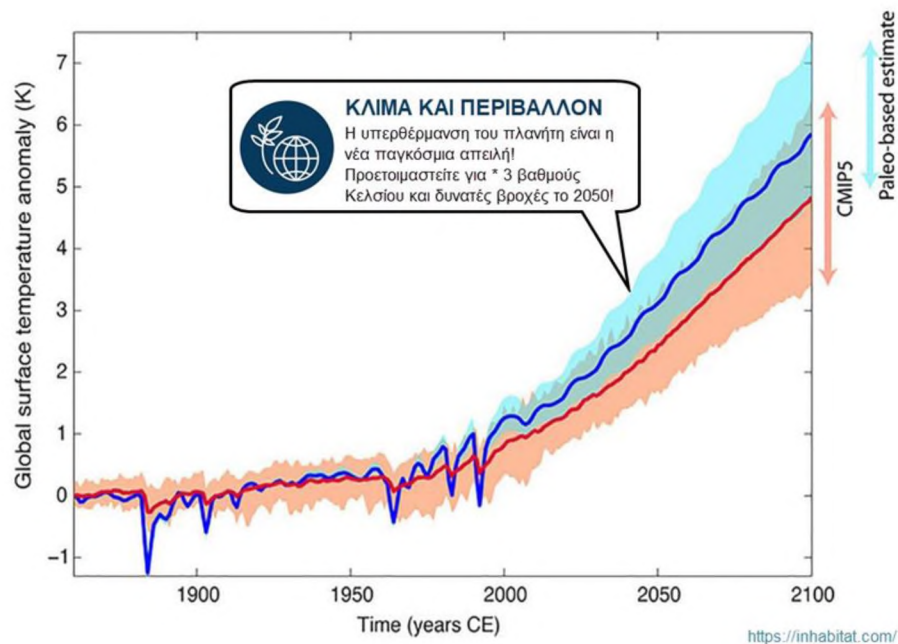 Global surface temperature anomaly (K)
7
6
5
4
3
2
1
0
−1
ΚΛΙΜΑ ΚΑΙ ΠΕΡΙΒΑΛΛΟΝ
Η υπερθέρμανση του πλανήτη είναι η
νέα παγκόσμια απειλή!
Προετοιμαστείτε για * 3 βαθμούς
Κελσίου και δυνατές βροχές το 2050!
CMIP5
Paleo-based estimate
1900 1950 2000 2050 2100
Time (years CE)
https://inhabitat.com/